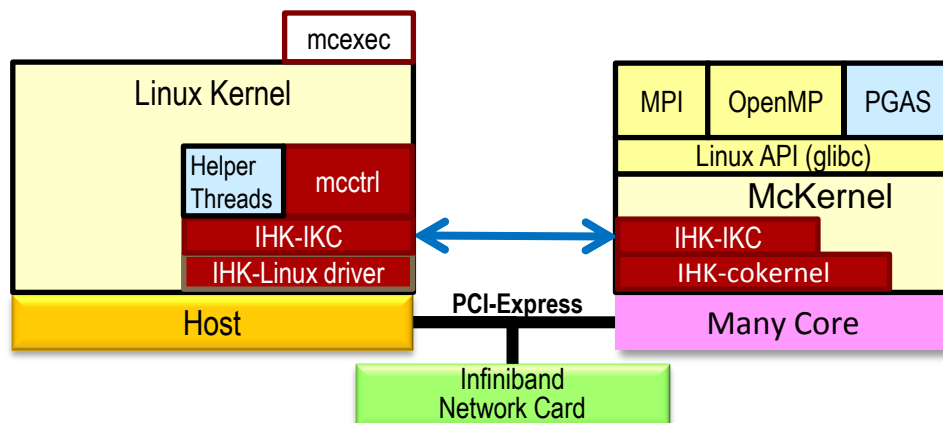 mcexec
Linux Kernel
Helper
Threads
mcctrl
IHK-IKC
IHK-Linux driver
Host
PCI-Express
Infiniband
Network Card
MPI
OpenMP
PGAS
Linux API (glibc)
McKernel
IHK-IKC
IHK-cokernel
Many Core